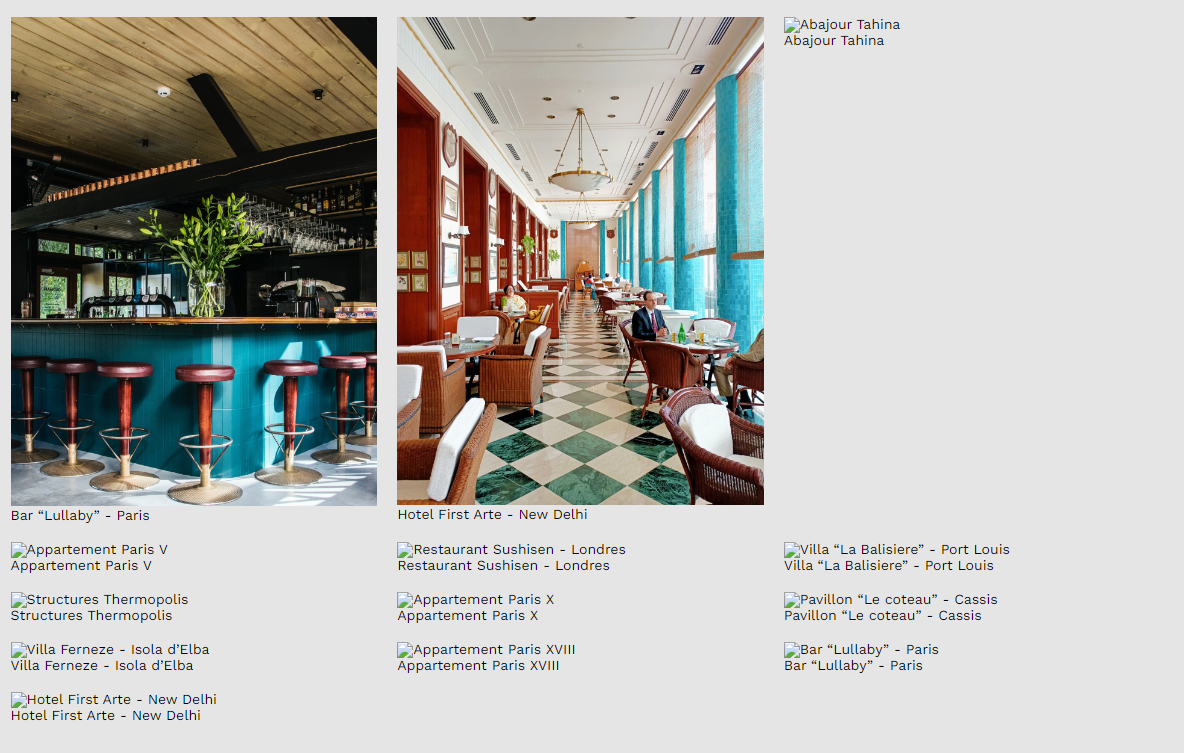 Abajour Tahina
Abajour Tahina
Bar “Lullaby” - Paris
Hotel First Arte - New Delhi
Appartement Paris V
Appartement Paris V
Restaurant Sushisen - Londres
Restaurant Sushisen - Londres
Villa “La Balisiere” - Port Louis
Villa “La Balisiere” - Port Louis
Structures Thermopolis
Structures Thermopolis
Appartement Paris X
Appartement Paris X
Pavillon “Le coteau” - Cassis
Pavillon “Le coteau” - Cassis
Villa Ferneze - Isola d’Elba
Villa Ferneze - Isola d’Elba
Appartement Paris XVIII
Appartement Paris XVIII
Bar “Lullaby” - Paris
Bar “Lullaby” - Paris
Hotel First Arte - New Delhi
Hotel First Arte - New Delhi